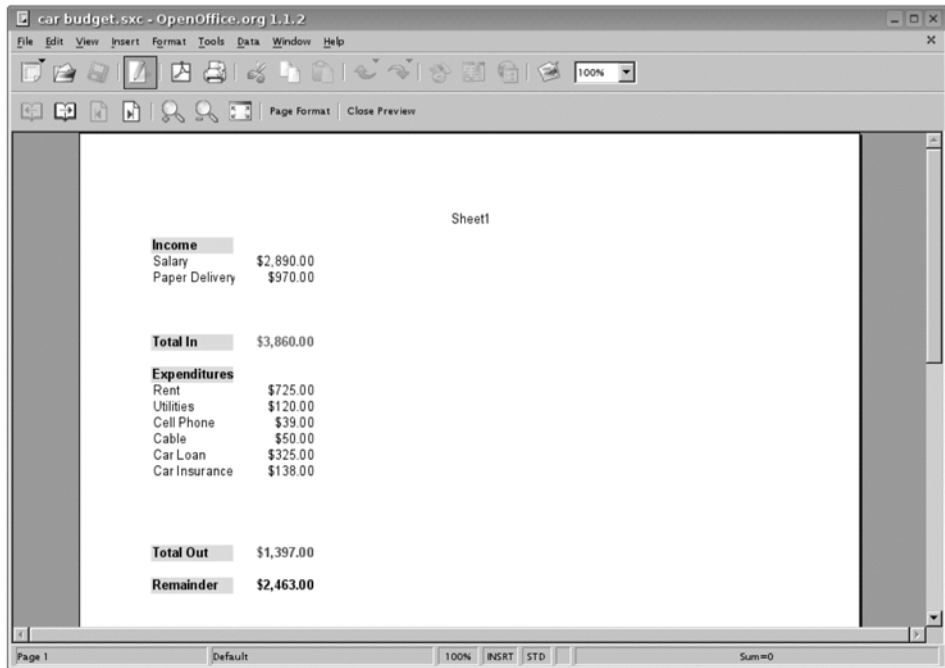 car budget.sxc - OpenOffice.org 1.1.2
File Edit View Insert Format Tools Data Window Help
100%
Page Format Close Preview
Sheet1
Income
Salary $2,890.00
Paper Delivery $970.00
Total In $3,860.00
Expenditures
Rent $725.00
Utilities $120.00
Cell Phone $39.00
Cable $50.00
Car Loan $325.00
Car Insurance $138.00
Total Out $1,397.00
Remainder $2,463.00
Page 1 Default 100% INSRT STD Sum=0